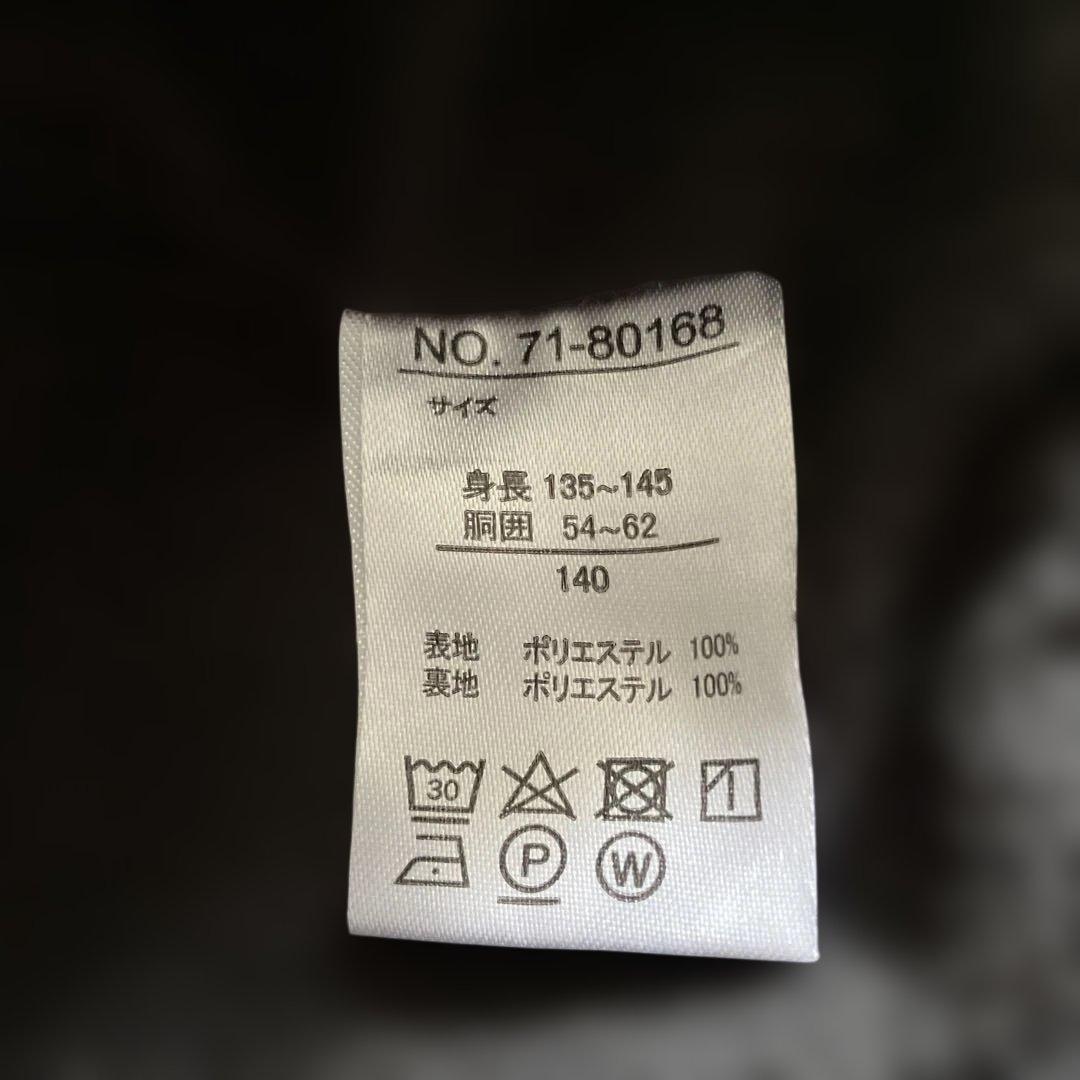 NO. 71-80168
サイズ
身長 135~145
胴囲 54~62
140
表地 ポリエステル 100%
裏地 ポリエステル 100%
30
P W